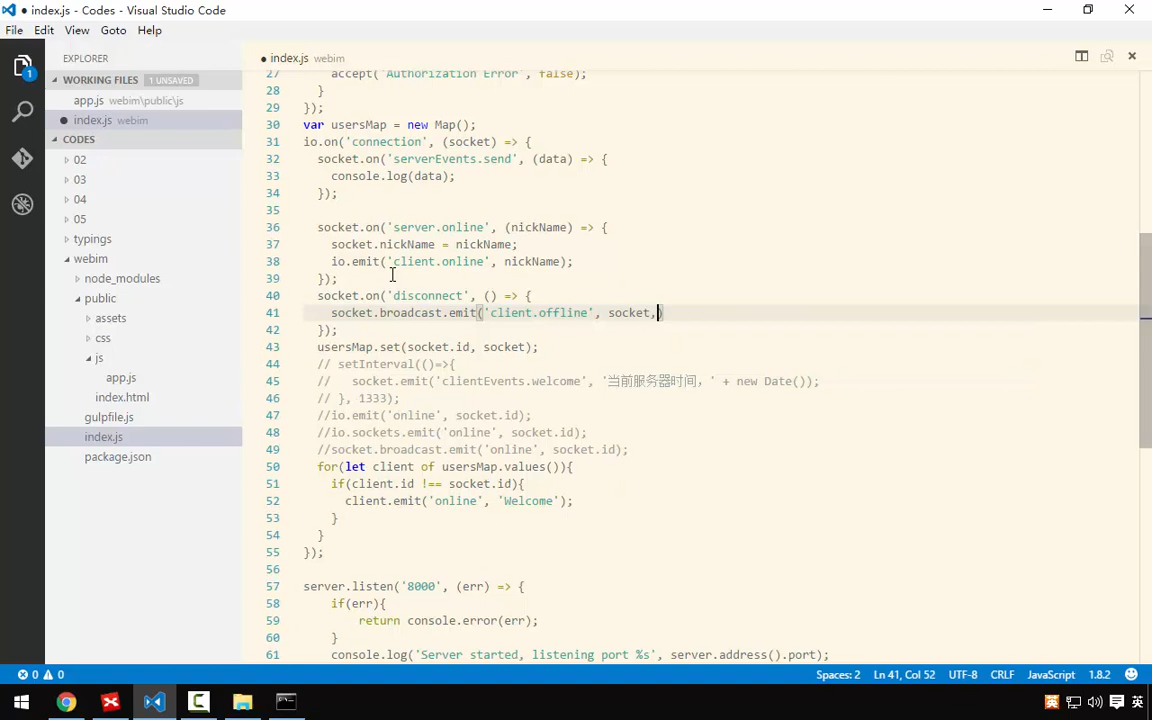 index.js - Codes - Visual Studio Code
File Edit View Goto Help
EXPLORER
WORKING FILES 1 UNSAVED
app.js webim\public\js
index.js webim
CODES
02
03
04
05
typings
webim
node_modules
public
assets
css
js
app.js
index.html
gulpfile.js
index.js
package.json
1
index.js webim
27 accept('Authorization Error', false);
28 }
29 });
30 var usersMap = new Map();
31 io.on('connection', (socket) => {
32 socket.on('serverEvents.send', (data) => {
33 console.log(data);
34 });
35
36 socket.on('server.online', (nickName) => {
37 socket.nickName = nickName;
38 io.emit('client.online', nickName);
39 });
40 socket.on('disconnect', () => {
41 socket.broadcast.emit('client.offline', socket,)
42 });
43 usersMap.set(socket.id, socket);
44 // setInterval(()=>{
45 // socket.emit('clientEvents.welcome', '当前服务器时间，' + new Date());
46 // }, 1333);
47 //io.emit('online', socket.id);
48 //io.sockets.emit('online', socket.id);
49 //socket.broadcast.emit('online', socket.id);
50 for(let client of usersMap.values()){
51 if(client.id !== socket.id){
52 client.emit('online', 'Welcome');
53 }
54 }
55 });
56
57 server.listen('8000', (err) => {
58 if(err){
59 return console.error(err);
60 }
61 console.log('Server started, listening port %s', server.address().port);
0 0 Spaces: 2 Ln 41, Col 52 UTF-8 CRLF JavaScript 1.8.2
英